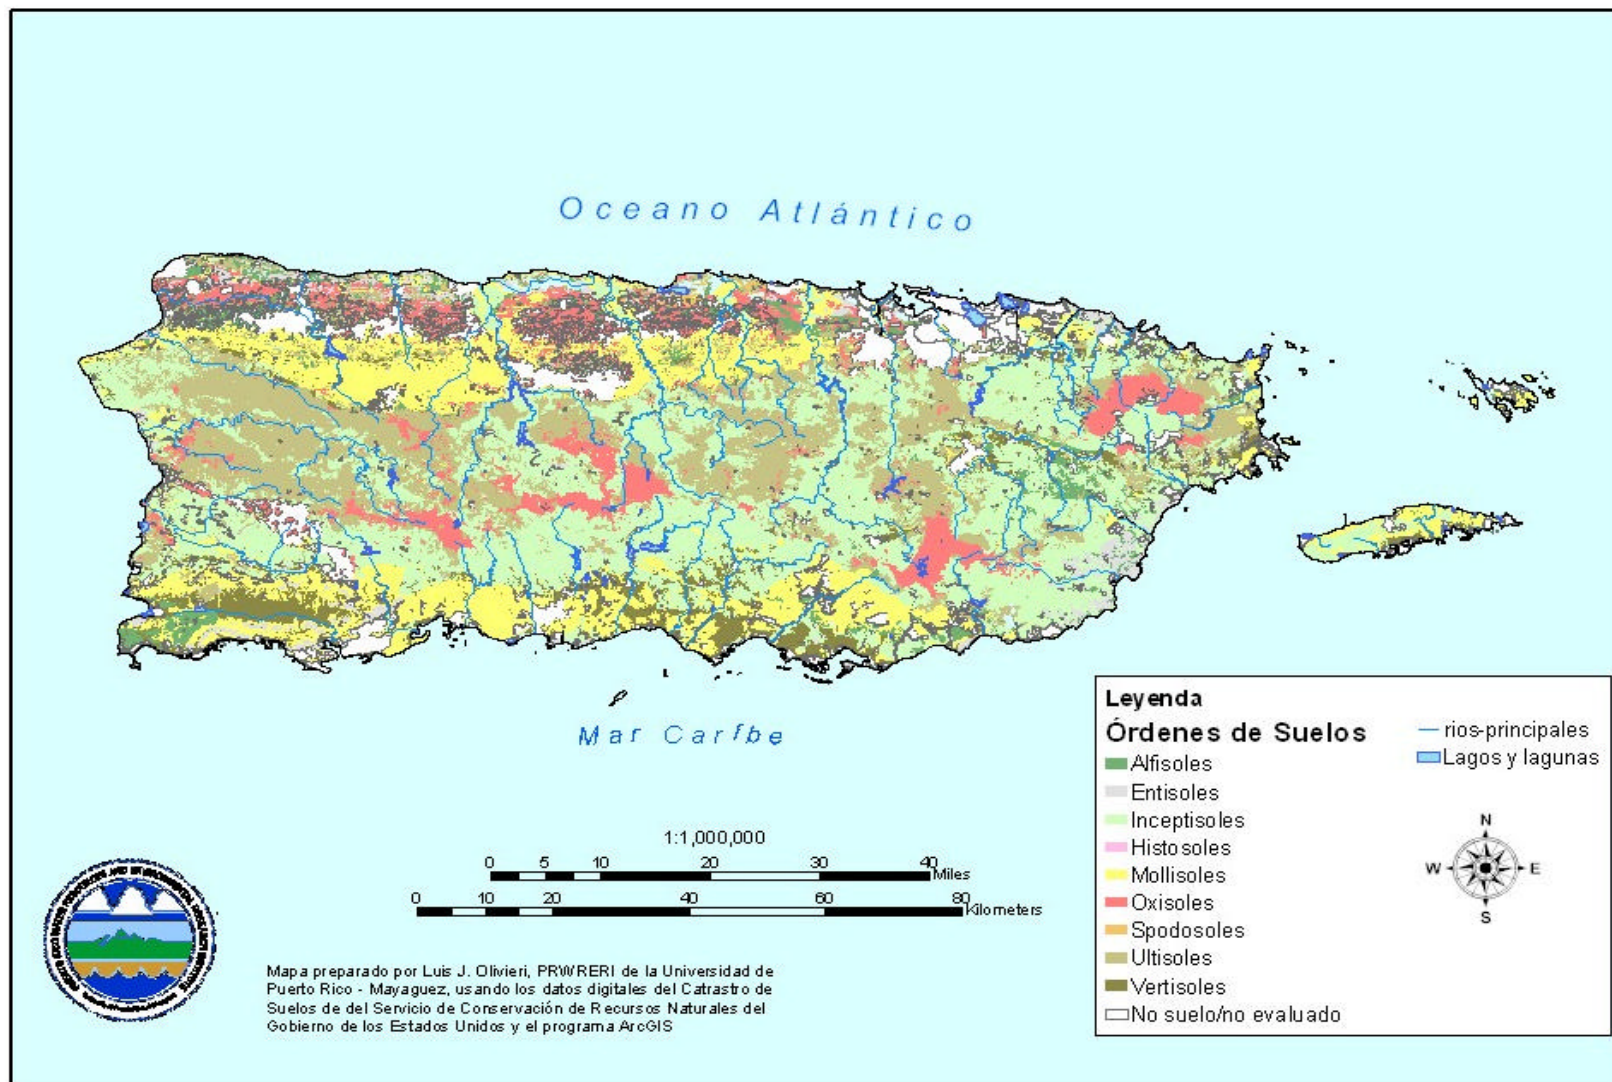 Oceano Atlántico
Mar Caribe
Leyenda
Órdenes de Suelos
Alfisoles
Entisoles
Inceptisoles
Histosoles
Mollisoles
Oxisoles
Spodosoles
Ultisoles
Vertisoles
No suelo/no evaluado
rios-principales
Lagos y lagunas
N
W
E
S
1:1,000,000
0 5 10 20 30 40
Miles
0 10 20 40 60 80
Kilometers
Mapa preparado por Luis J. Olivieri, PRWRERI de la Universidad de
Puerto Rico - Mayaguez, usando los datos digitales del Catrastro de
Suelos de del Servicio de Conservación de Recursos Naturales del
Gobierno de los Estados Unidos y el programa ArcGIS